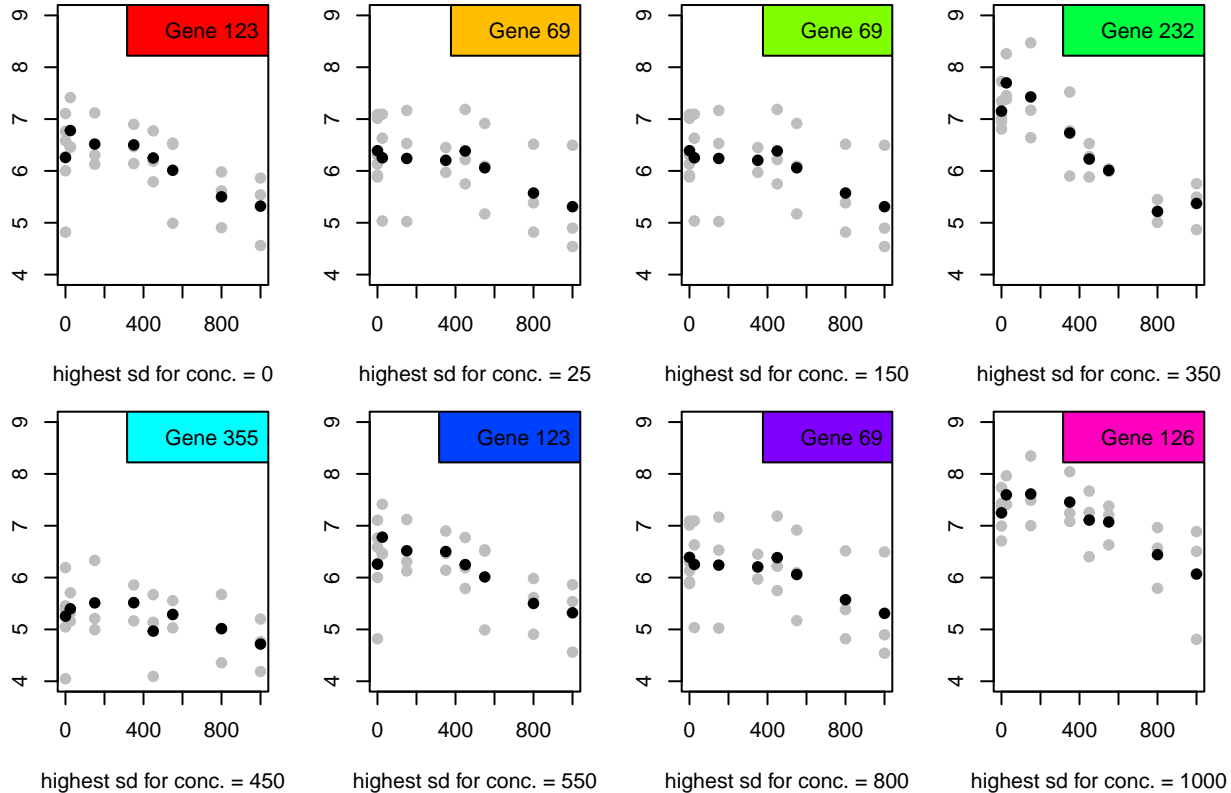 Gene 123
9
8
7
6
5
4
0 400 800
highest sd for conc. = 0
Gene 69
9
8
7
6
5
4
0 400 800
highest sd for conc. = 25
Gene 69
9
8
7
6
5
4
0 400 800
highest sd for conc. = 150
Gene 232
9
8
7
6
5
4
0 400 800
highest sd for conc. = 350
Gene 355
9
8
7
6
5
4
0 400 800
highest sd for conc. = 450
Gene 123
9
8
7
6
5
4
0 400 800
highest sd for conc. = 550
Gene 69
9
8
7
6
5
4
0 400 800
highest sd for conc. = 800
Gene 126
9
8
7
6
5
4
0 400 800
highest sd for conc. = 1000